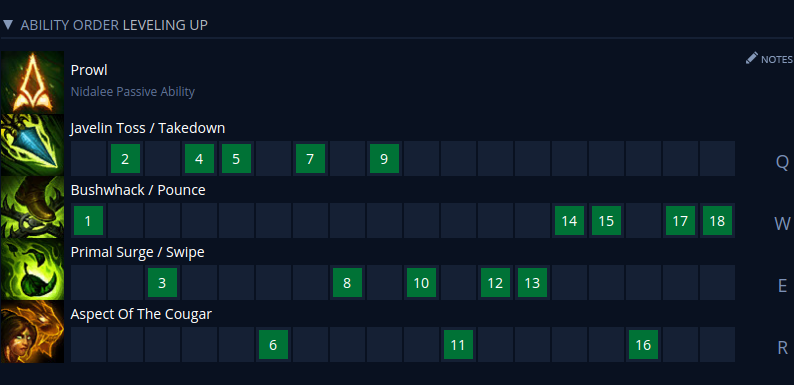 ▼ ABILITY ORDER LEVELING UP
NOTES
Prowl
Nidalee Passive Ability
Javelin Toss / Takedown
2 4 5 7 9 Q
Bushwhack / Pounce
1 14 15 17 18 W
Primal Surge / Swipe
3 8 10 12 13 E
Aspect Of The Cougar
6 11 16 R